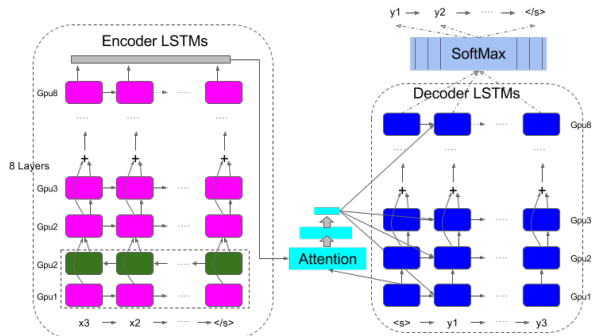 y1 y2 ..... </s>
SoftMax
Encoder LSTMs
Decoder LSTMs
Gpu8
.....
.....
Gpu8
.....
.....
.....
.....
.....
.....
8 Layers
+ + +
+ + +
Gpu3
.....
.....
Gpu3
Gpu2
.....
.....
Gpu2
Gpu2
.....
Attention
Gpu1
.....
.....
Gpu1
x3 x2 ..... </s>
<s> y1 ..... y3